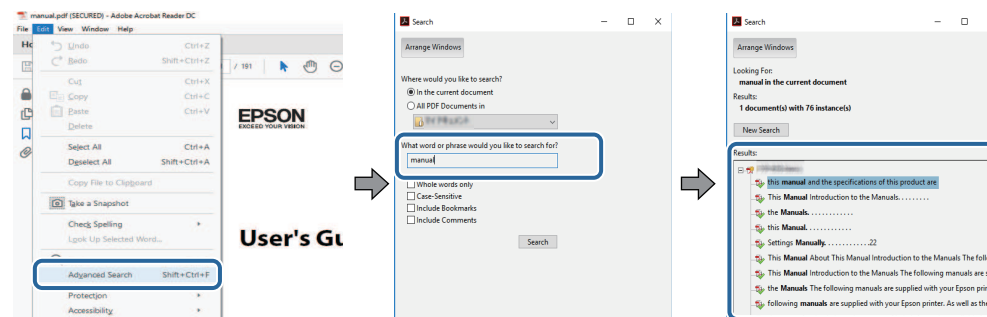 manual.pdf (SECURED) - Adobe Acrobat Reader DC
File Edit View Window Help
Undo Ctrl+Z
Redo Shift+Ctrl+Z
Cut Ctrl+X
Copy Ctrl+C
Paste Ctrl+V
Delete
Select All Ctrl+A
Deselect All Shift+Ctrl+A
Copy File to Clipboard
Take a Snapshot
Check Spelling
Look Up Selected Word...
Advanced Search Shift+Ctrl+F
Protection
Accessibility
/ 191
EPSON
EXCEED YOUR VISION
User's Gu
Search
Arrange Windows
Where would you like to search?
In the current document
All PDF Documents in
What word or phrase would you like to search for?
manual
Whole words only
Case-Sensitive
Include Bookmarks
Include Comments
Search
Search
Arrange Windows
Looking For:
manual in the current document
Results:
1 document(s) with 76 instance(s)
New Search
Results:
this manual and the specifications of this product are
This Manual Introduction to the Manuals. . . . . . . . .
the Manuals. . . . . . . . . . . .
this Manual. . . . . . . . . . . .
Settings Manually. . . . . . . . . . . . .22
This Manual About This Manual Introduction to the Manuals The foll
This Manual Introduction to the Manuals The following manuals are s
the Manuals The following manuals are supplied with your Epson prin
following manuals are supplied with your Epson printer. As well as the